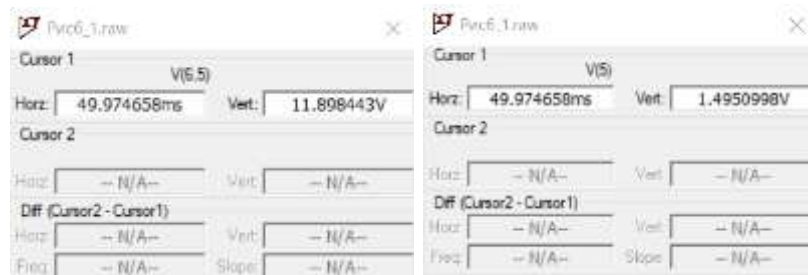 Pvrc6_1.raw
Cursor 1
V(6,5)
Horz: 49.974658ms Vert: 11.898443V
Cursor 2
Horz: -- N/A-- Vert: -- N/A--
Diff (Cursor2 - Cursor1)
Horz: -- N/A-- Vert: -- N/A--
Freq: -- N/A-- Slope: -- N/A--
Pvrc6_1.raw
Cursor 1
V(5)
Horz: 49.974658ms Vert: 1.4950998V
Cursor 2
Horz: -- N/A-- Vert: -- N/A--
Diff (Cursor2 - Cursor1)
Horz: -- N/A-- Vert: -- N/A--
Freq: -- N/A-- Slope: -- N/A--